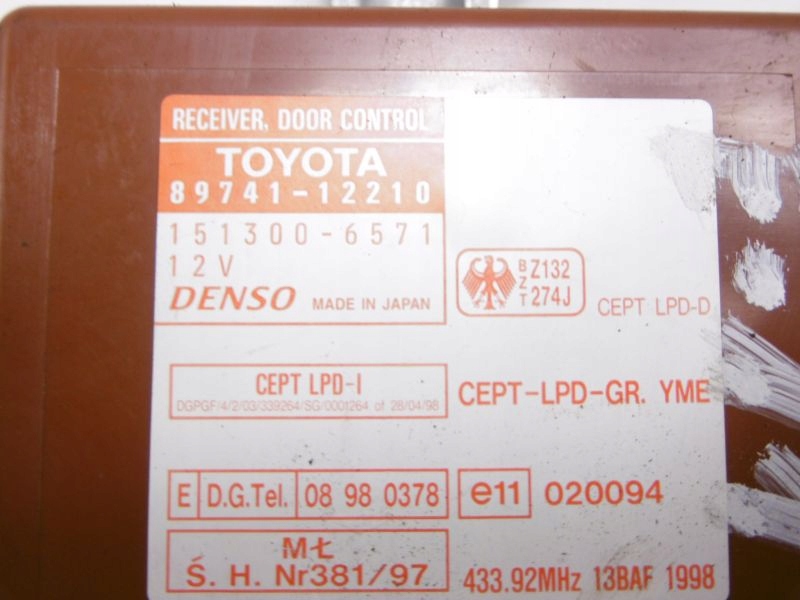 RECEIVER, DOOR CONTROL
TOYOTA
89741-12210
151300-6571
12V
DENSO MADE IN JAPAN
BZT Z132 274J
CEPT LPD-D
CEPT LPD-I
DGPGF/4/2/03/339264/SG/0001264 of 28/04/98
CEPT-LPD-GR. YME
E D.G.Tel. 08 98 0378
e11 020094
MŁ
Ś. H. Nr381/97
433.92MHz 13BAF 1998